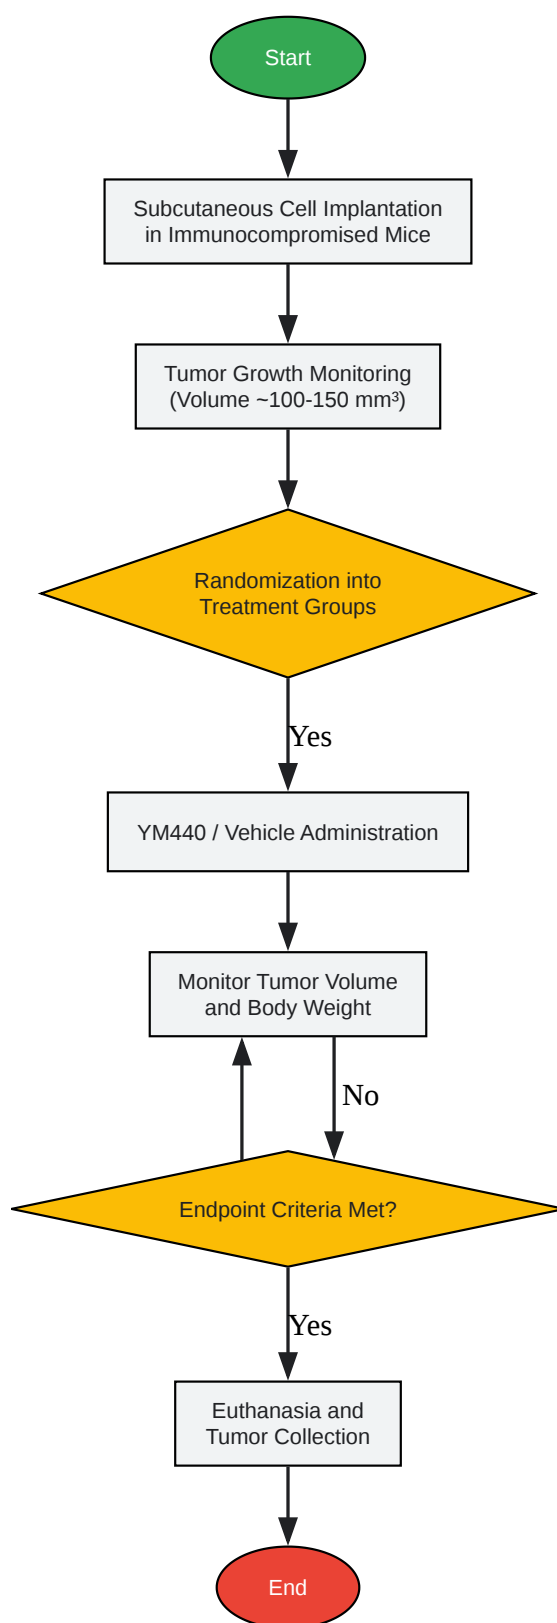 Start
Subcutaneous Cell Implantation
in Immunocompromised Mice
Tumor Growth Monitoring
(Volume ~100-150 mm³)
Randomization into
Treatment Groups
Yes
YM440 / Vehicle Administration
Monitor Tumor Volume
and Body Weight
No
Endpoint Criteria Met?
Yes
Euthanasia and
Tumor Collection
End